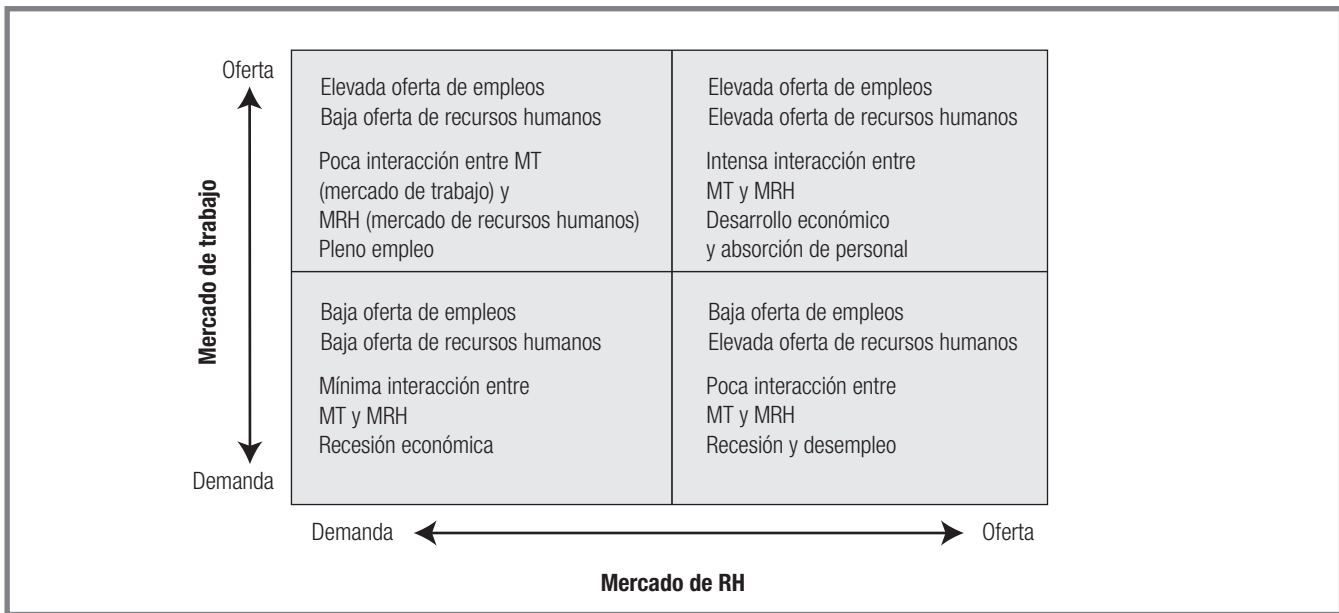 Oferta
Mercado de trabajo
Demanda
Elevada oferta de empleos
Baja oferta de recursos humanos
Poca interacción entre MT
(mercado de trabajo) y
MRH (mercado de recursos humanos)
Pleno empleo
Elevada oferta de empleos
Elevada oferta de recursos humanos
Intensa interacción entre
MT y MRH
Desarrollo económico
y absorción de personal
Baja oferta de empleos
Baja oferta de recursos humanos
Mínima interacción entre
MT y MRH
Recesión económica
Baja oferta de empleos
Elevada oferta de recursos humanos
Poca interacción entre
MT y MRH
Recesión y desempleo
Demanda
Oferta
Mercado de RH